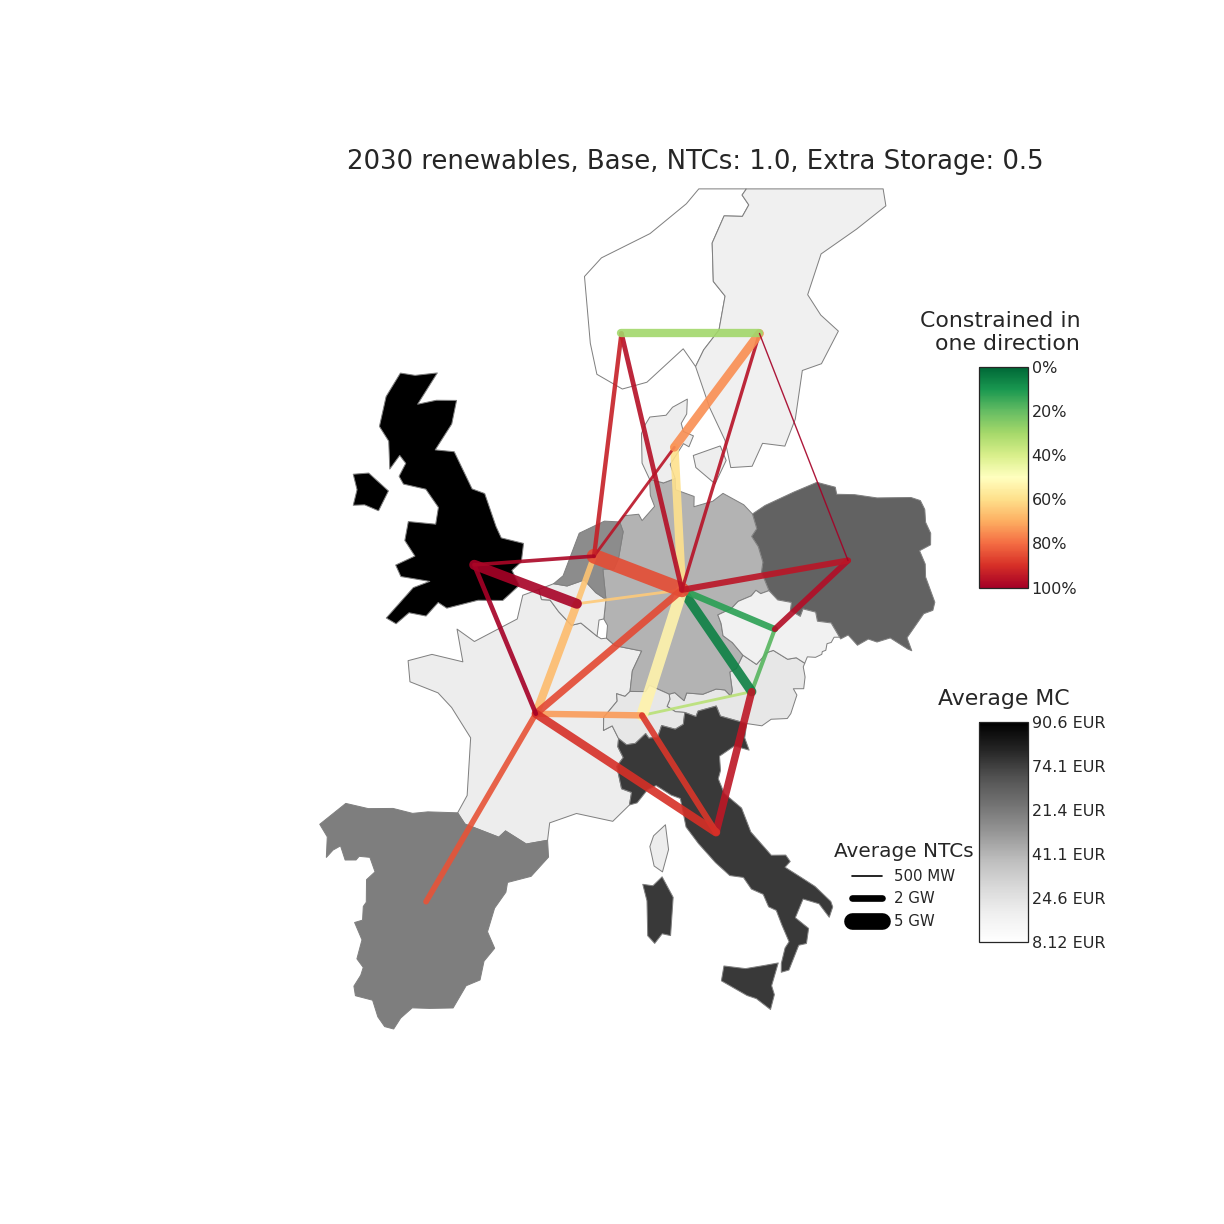 2030 renewables, Base, NTCs: 1.0, Extra Storage: 0.5
Constrained in
one direction
0%
20%
40%
60%
80%
100%
Average MC
90.6 EUR
74.1 EUR
21.4 EUR
41.1 EUR
24.6 EUR
8.12 EUR
Average NTCs
500 MW
2 GW
5 GW